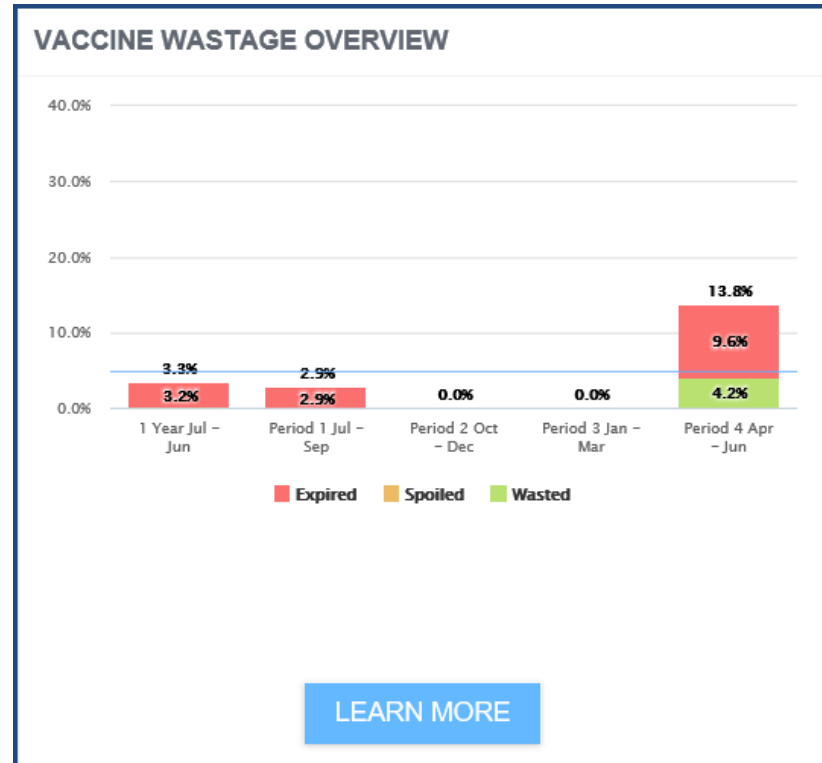 VACCINE WASTAGE OVERVIEW
40.0%
30.0%
20.0%
10.0%
0.0%
3.3%
3.2%
2.9%
2.9%
0.0%
0.0%
13.8%
9.6%
4.2%
1 Year Jul –
Jun
Period 1 Jul –
Sep
Period 2 Oct
– Dec
Period 3 Jan –
Mar
Period 4 Apr
– Jun
Expired Spoiled Wasted
LEARN MORE